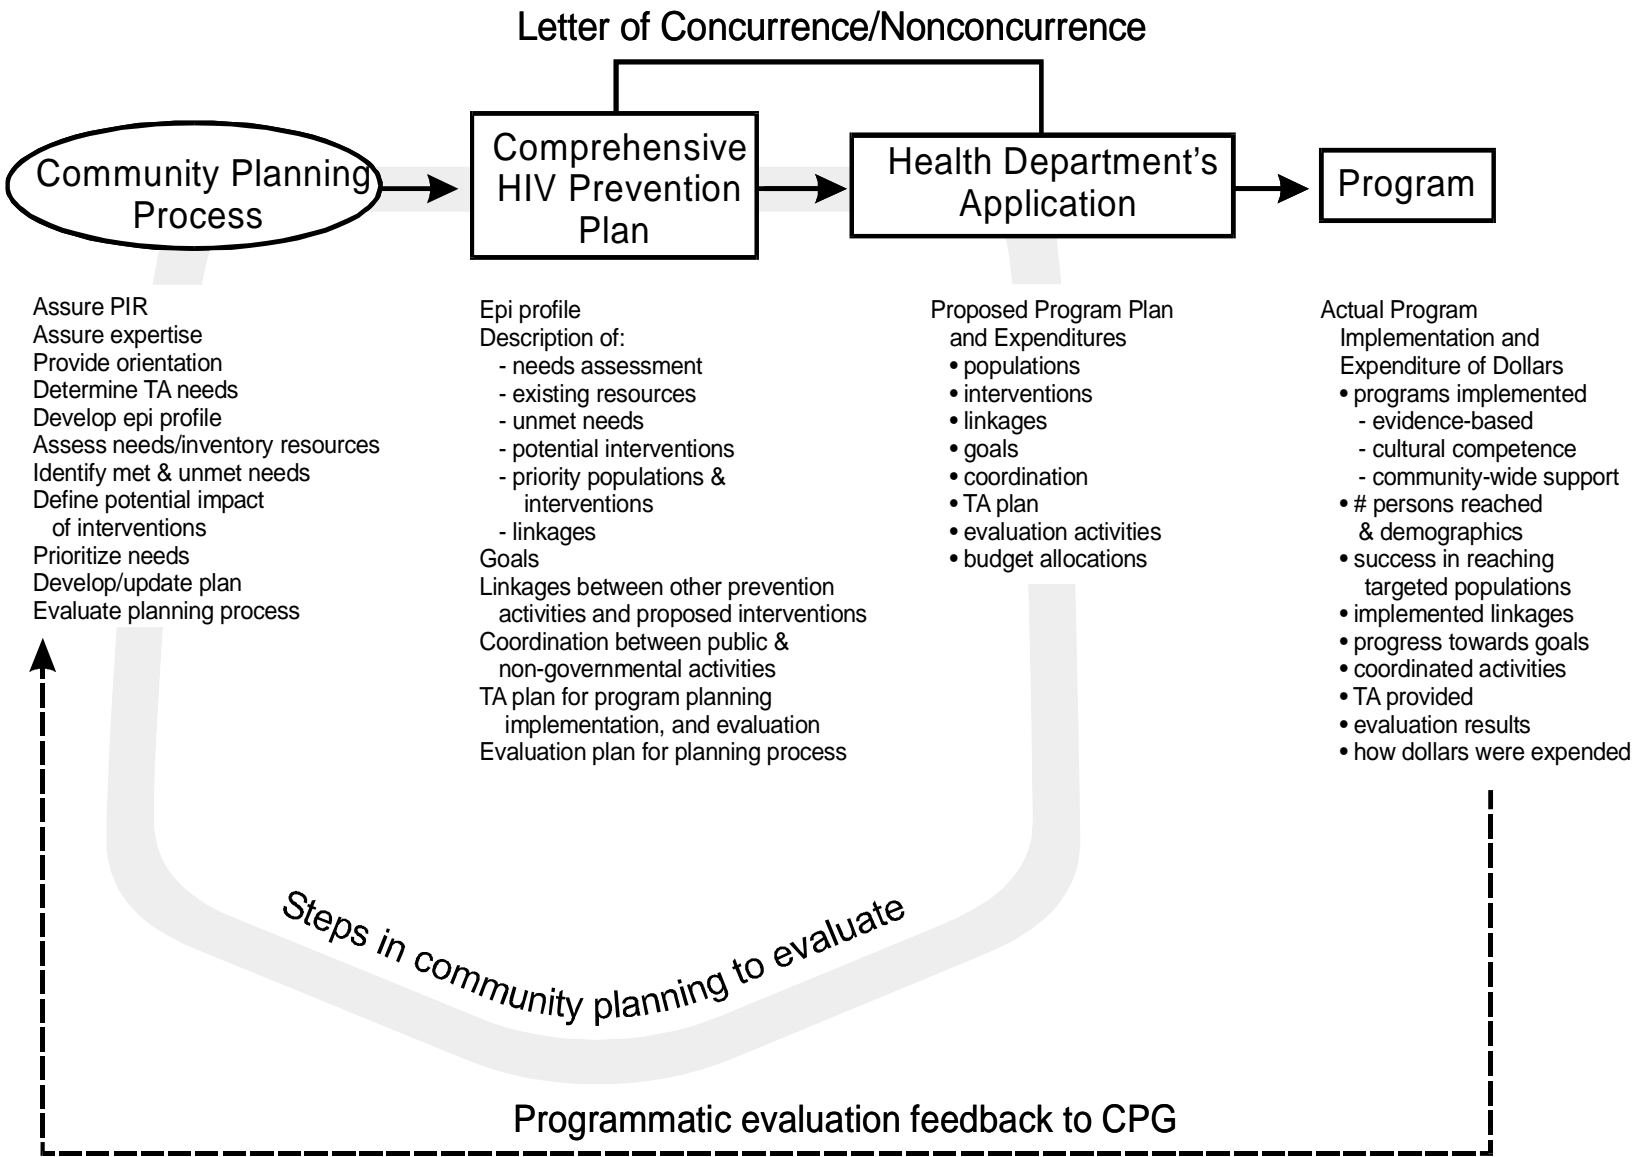 Letter of Concurrence/Nonconcurrence
Community Planning
Process
Comprehensive
HIV Prevention
Plan
Health Department's
Application
Program
Assure PIR
Assure expertise
Provide orientation
Determine TA needs
Develop epi profile
Assess needs/inventory resources
Identify met & unmet needs
Define potential impact
of interventions
Prioritize needs
Develop/update plan
Evaluate planning process
Epi profile
Description of:
- needs assessment
- existing resources
- unmet needs
- potential interventions
- priority populations &
interventions
- linkages
Goals
Linkages between other prevention
activities and proposed interventions
Coordination between public &
non-governmental activities
TA plan for program planning
implementation, and evaluation
Evaluation plan for planning process
Proposed Program Plan
and Expenditures
• populations
• interventions
• linkages
• goals
• coordination
• TA plan
• evaluation activities
• budget allocations
Actual Program
Implementation and
Expenditure of Dollars
• programs implemented
- evidence-based
- cultural competence
- community-wide support
• # persons reached
& demographics
• success in reaching
targeted populations
• implemented linkages
• progress towards goals
• coordinated activities
• TA provided
• evaluation results
• how dollars were expended
Steps in community planning to evaluate
Programmatic evaluation feedback to CPG